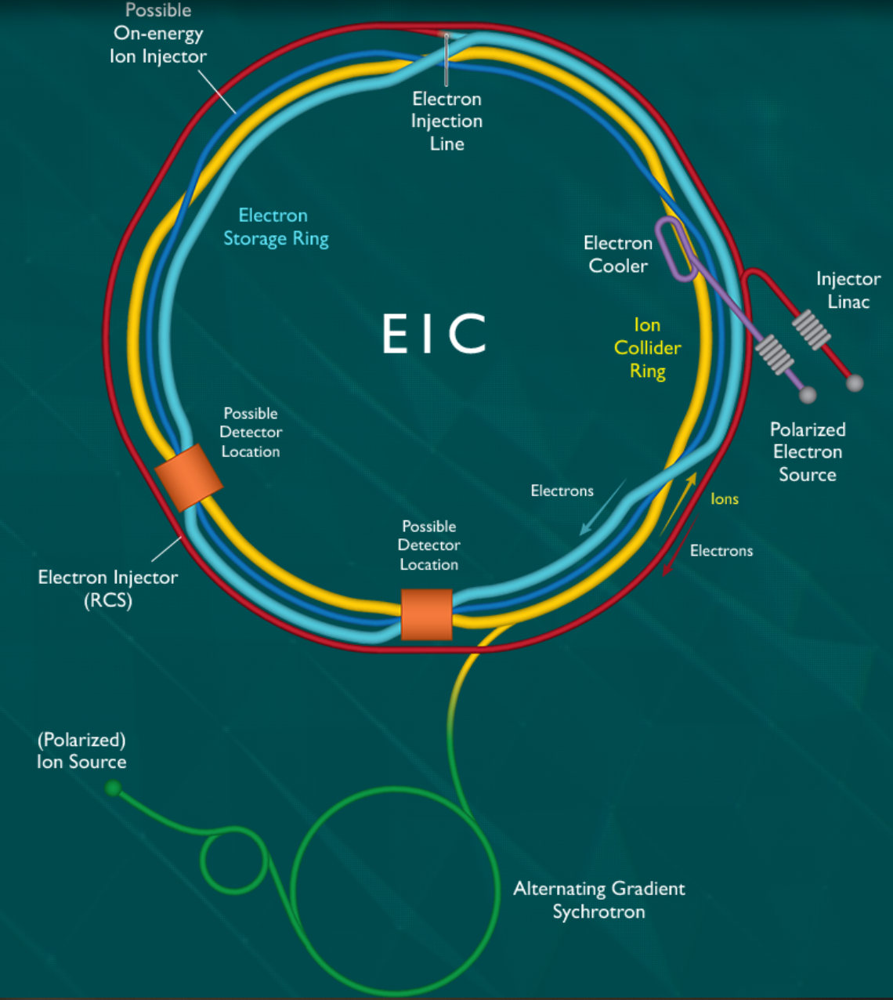 Possible
On-energy
Ion Injector
Electron
Injection
Line
Electron
Storage Ring
Electron
Cooler
Injector
Linac
EIC
Ion
Collider
Ring
Possible
Detector
Location
Polarized
Electron
Source
Electrons
Ions
Possible
Detector
Location
Electrons
Electron Injector
(RCS)
(Polarized)
Ion Source
Alternating Gradient
Sychrotron